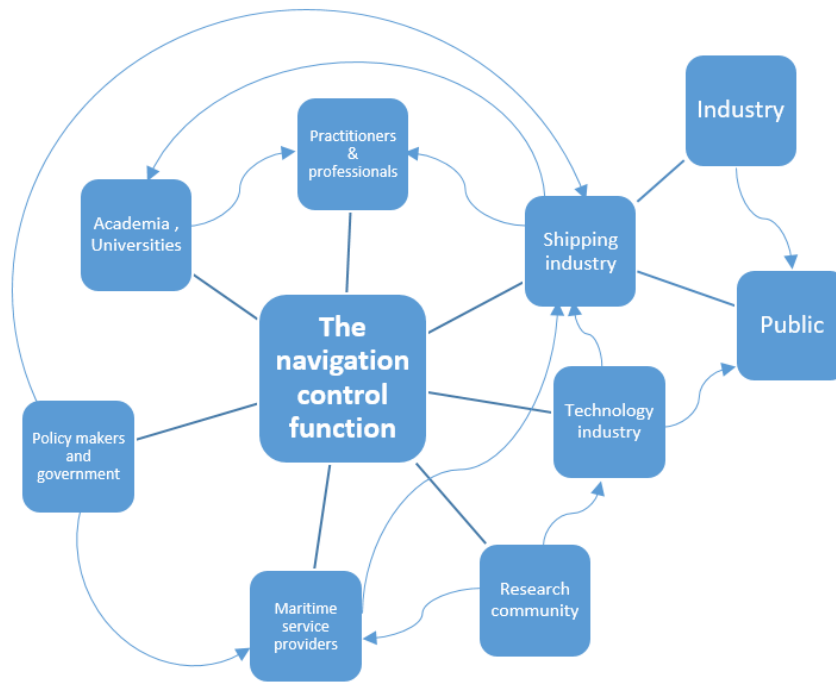 Industry
Practitioners
&
professionals
Academia ,
Universities
Shipping
industry
Public
The
navigation
control
function
Technology
industry
Policy makers
and
government
Research
community
Maritime
service
providers